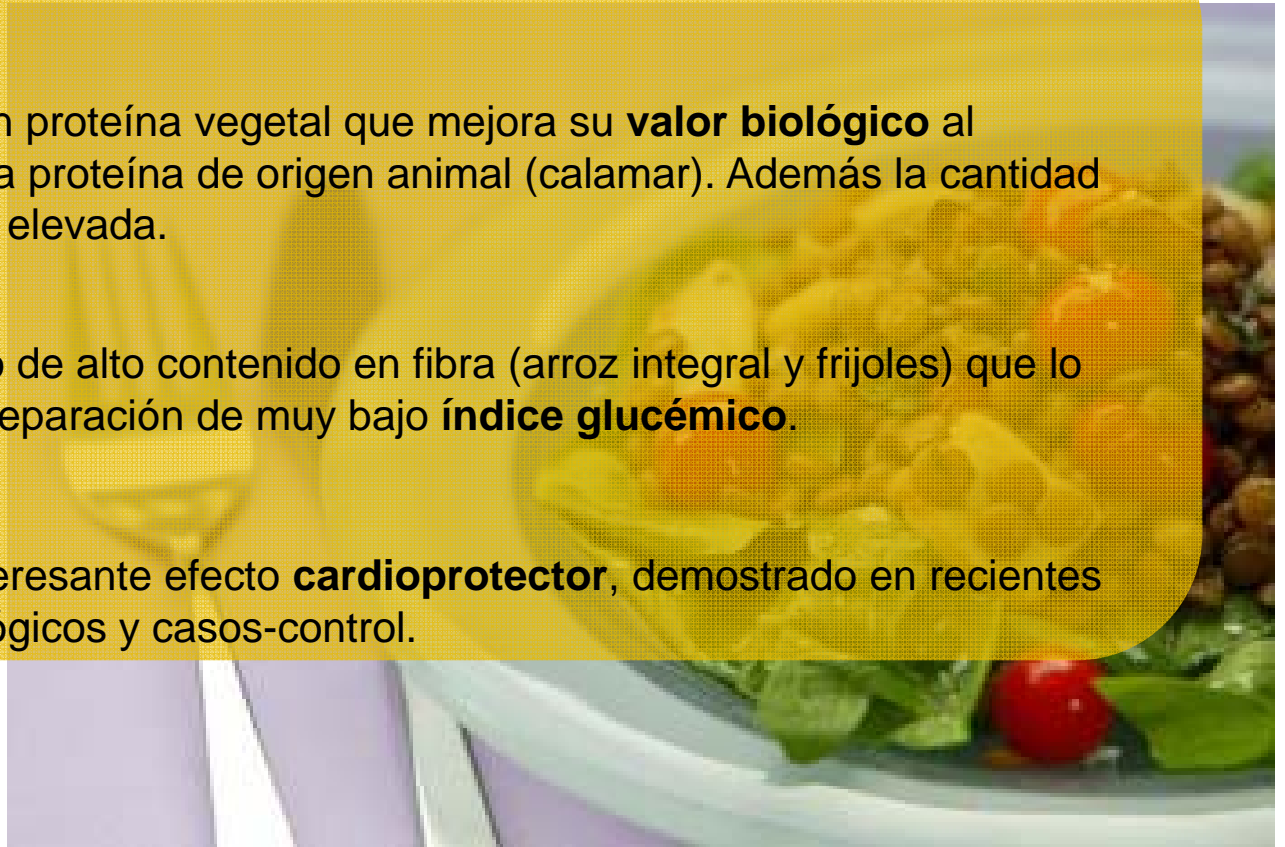 proteína vegetal que mejora su valor biológico al
proteína de origen animal (calamar). Además la cantidad
elevada.
de alto contenido en fibra (arroz integral y frijoles) que lo
eparación de muy bajo índice glucémico.
eresante efecto cardioprotector, demostrado en recientes
ógicos y casos-control.